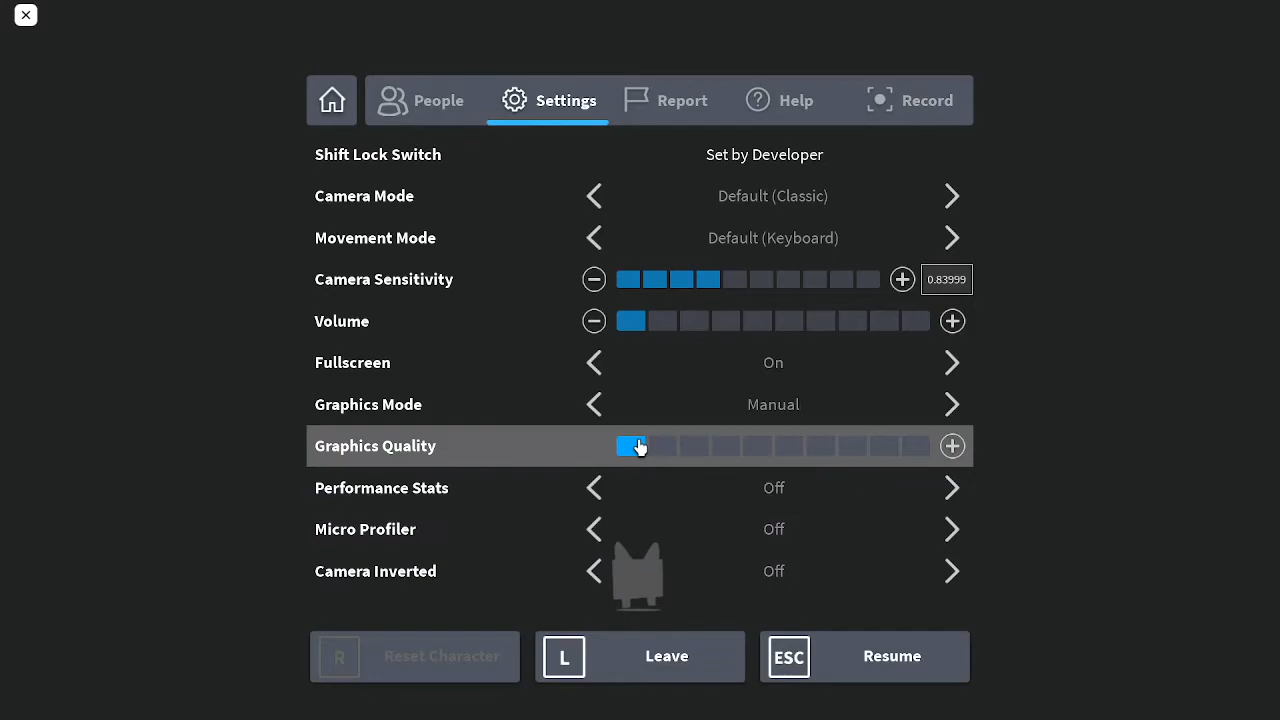 People Settings Report Help Record
Shift Lock Switch Set by Developer
Camera Mode Default (Classic)
Movement Mode Default (Keyboard)
Camera Sensitivity 0.83999
Volume
Fullscreen On
Graphics Mode Manual
Graphics Quality
Performance Stats Off
Micro Profiler Off
Camera Inverted Off
R Reset Character L Leave ESC Resume